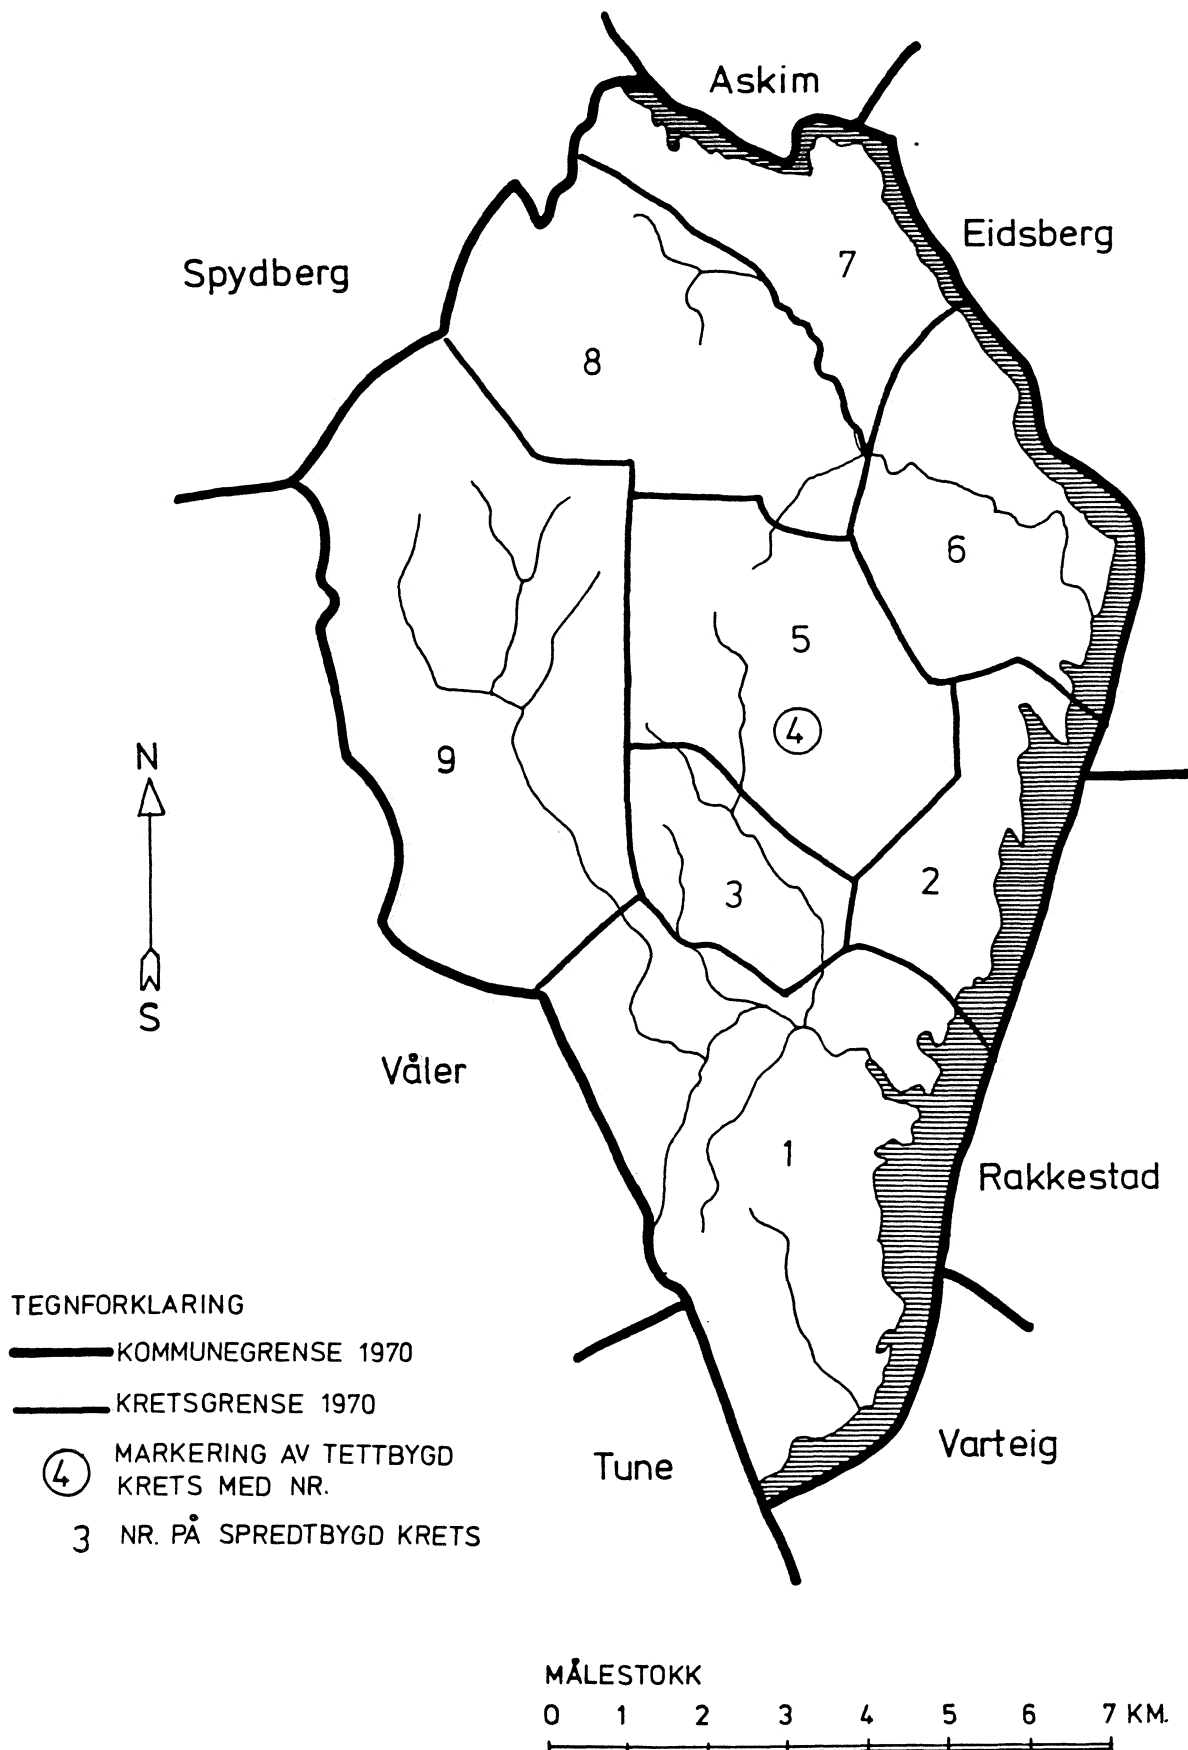 Askim
Eidsberg
7
Spydberg
8
6
5
4
N
9
3
2
S
Våler
1
Rakkestad
TEGNFORKLARING
KOMMUNEGRENSE 1970
KRETSGRENSE 1970
4 MARKERING AV TETTBYGD
KRETS MED NR.
3 NR. PÅ SPREDTBYGD KRETS
Tune
Varteig
MÅLESTOKK
0 1 2 3 4 5 6 7 KM.